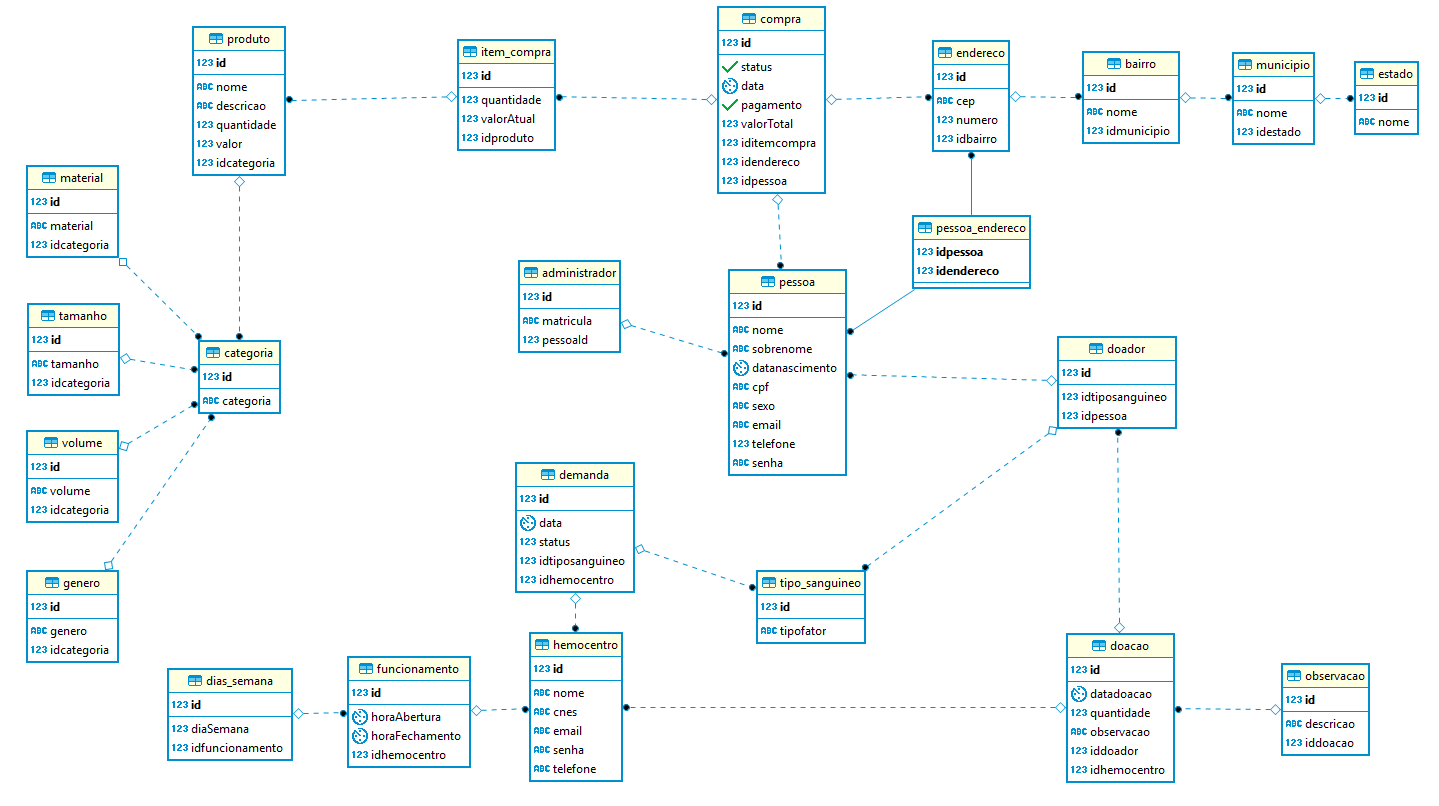 produto
123 id
ABC nome
ABC descricao
123 quantidade
123 valor
123 idcategoria
item_compra
123 id
123 quantidade
123 valorAtual
123 idproduto
compra
123 id
status
data
pagamento
123 valorTotal
123 iditemcompra
123 idendereco
123 idpessoa
endereco
123 id
ABC cep
123 numero
123 idbairro
bairro
123 id
ABC nome
123 idmunicipio
municipio
123 id
ABC nome
123 idestado
estado
123 id
ABC nome
material
123 id
ABC material
123 idcategoria
pessoa_endereco
123 idpessoa
123 idendereco
administrador
123 id
ABC matricula
123 pessoaId
pessoa
123 id
ABC nome
ABC sobrenome
datanascimento
ABC cpf
ABC sexo
ABC email
123 telefone
ABC senha
tamanho
123 id
ABC tamanho
123 idcategoria
categoria
123 id
ABC categoria
doador
123 id
123 idtiposanguineo
123 idpessoa
volume
123 id
ABC volume
123 idcategoria
demanda
123 id
data
123 status
123 idtiposanguineo
123 idhemocentro
tipo_sanguineo
123 id
ABC tipofator
genero
123 id
ABC genero
123 idcategoria
hemocentro
123 id
ABC nome
ABC cnes
ABC email
ABC senha
ABC telefone
funcionamento
123 id
horaAbertura
horaFechamento
123 idhemocentro
dias_semana
123 id
123 diaSemana
123 idfuncionamento
doacao
123 id
datadoacao
123 quantidade
ABC observacao
123 iddoador
123 idhemocentro
observacao
123 id
ABC descricao
123 iddoacao